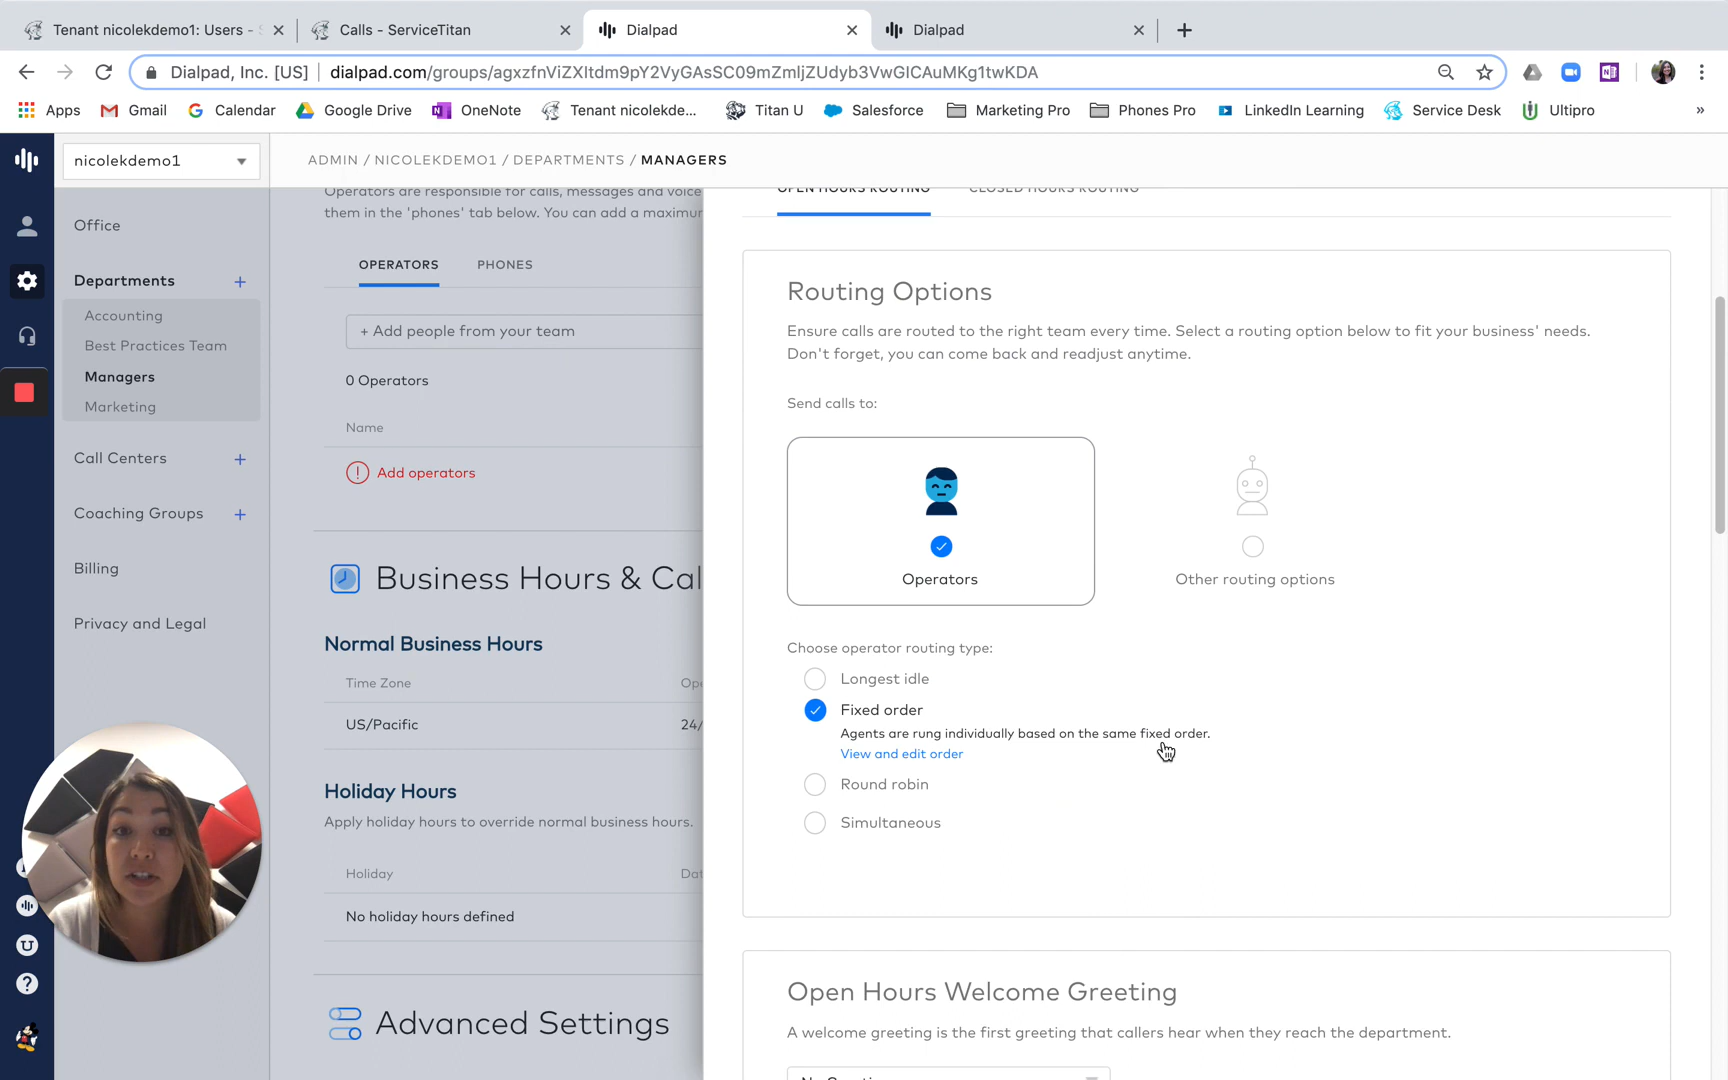 Tenant nicolekdemo1: Users - S
Calls - ServiceTitan
Dialpad
Dialpad
Dialpad, Inc. [US]
dialpad.com/groups/agxzfnViZXItdm9pY2VyGAsSC09mZmljZUdyb3VwGICAuMKg1twKDA
Apps
Gmail
Calendar
Google Drive
OneNote
Tenant nicolekde...
Titan U
Salesforce
Marketing Pro
Phones Pro
LinkedIn Learning
Service Desk
Ultipro
»
nicolekdemo1
ADMIN / NICOLEKDEMO1 / DEPARTMENTS / MANAGERS
Office
Departments
Accounting
Best Practices Team
Managers
Marketing
Call Centers
Coaching Groups
Billing
Privacy and Legal
Operators are responsible for calls, messages and voice
them in the 'phones' tab below. You can add a maximum
OPERATORS
PHONES
+ Add people from your team
0 Operators
Name
Add operators
Business Hours & Cal
Normal Business Hours
Time Zone
Ope
US/Pacific
24/
Holiday Hours
Apply holiday hours to override normal business hours.
Holiday
Dat
No holiday hours defined
Advanced Settings
OPEN HOURS ROUTING
CLOSED HOURS ROUTING
Routing Options
Ensure calls are routed to the right team every time. Select a routing option below to fit your business' needs.
Don't forget, you can come back and readjust anytime.
Send calls to:
Operators
Other routing options
Choose operator routing type:
Longest idle
Fixed order
Agents are rung individually based on the same fixed order.
View and edit order
Round robin
Simultaneous
Open Hours Welcome Greeting
A welcome greeting is the first greeting that callers hear when they reach the department.